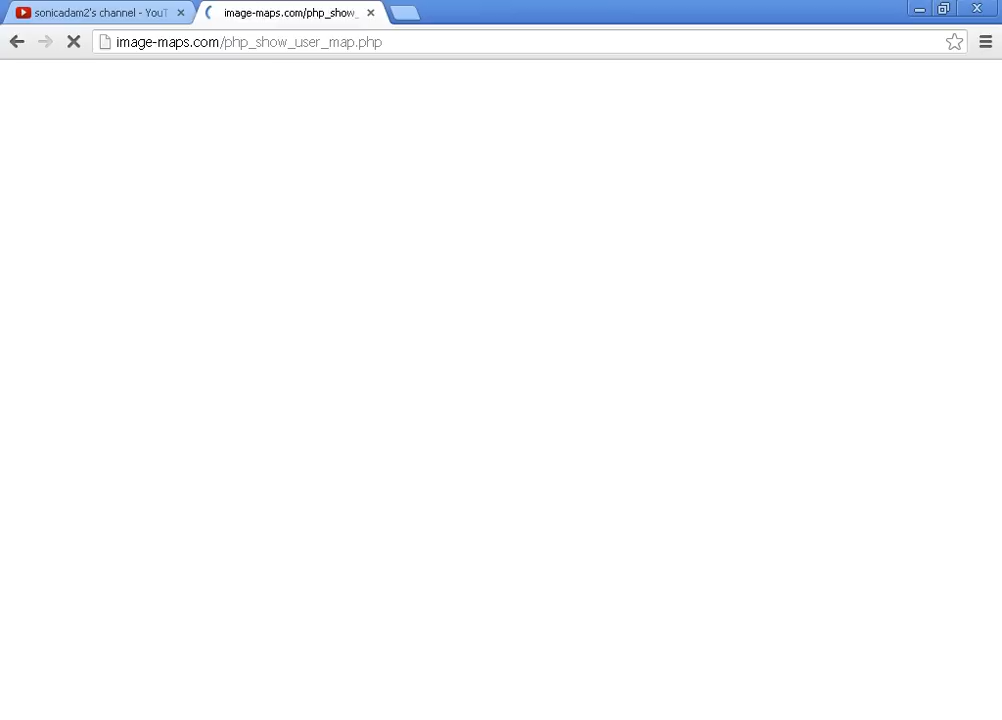 sonicadam2's channel - YouT
image-maps.com/php_show_
image-maps.com/php_show_user_map.php